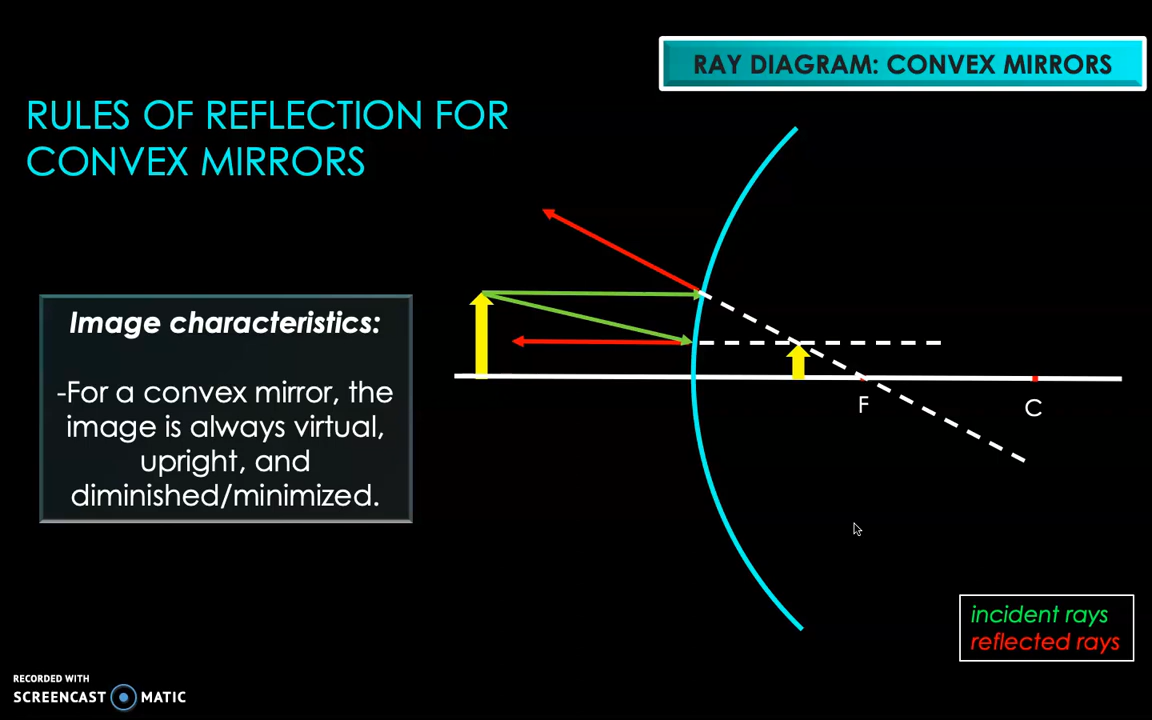 RAY DIAGRAM: CONVEX MIRRORS
RULES OF REFLECTION FOR
CONVEX MIRRORS
Image characteristics:
-For a convex mirror, the
image is always virtual,
upright, and
diminished/minimized.
F
C
incident rays
reflected rays
RECORDED WITH
SCREENCAST MATIC